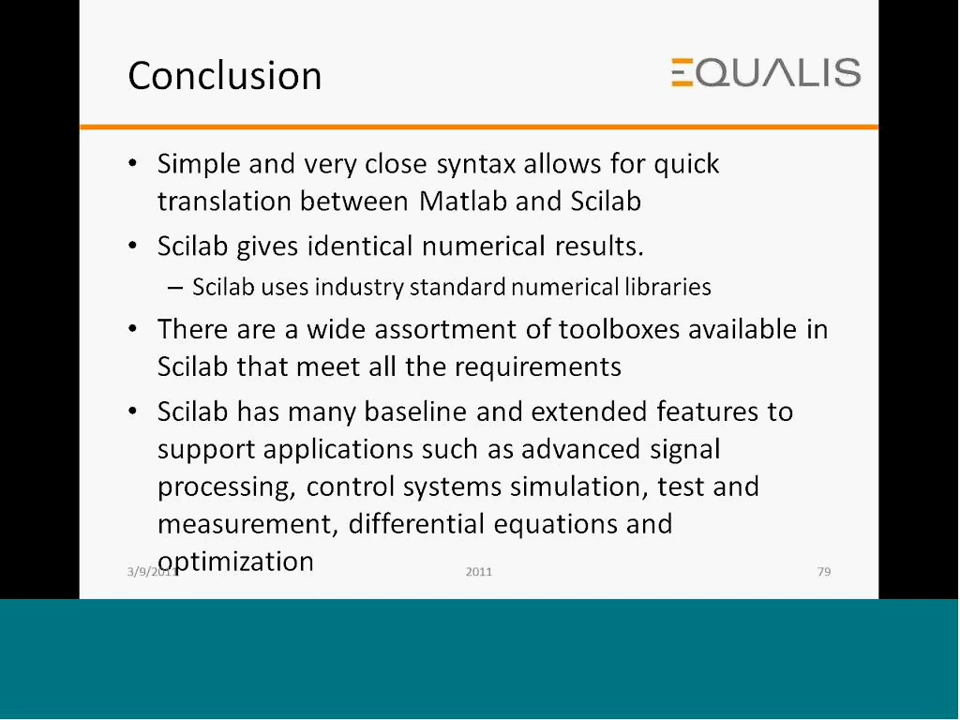 Conclusion
EQUALIS
• Simple and very close syntax allows for quick
translation between Matlab and Scilab
• Scilab gives identical numerical results.
– Scilab uses industry standard numerical libraries
• There are a wide assortment of toolboxes available in
Scilab that meet all the requirements
• Scilab has many baseline and extended features to
support applications such as advanced signal
processing, control systems simulation, test and
measurement, differential equations and
optimization
3/9/2011
2011
79